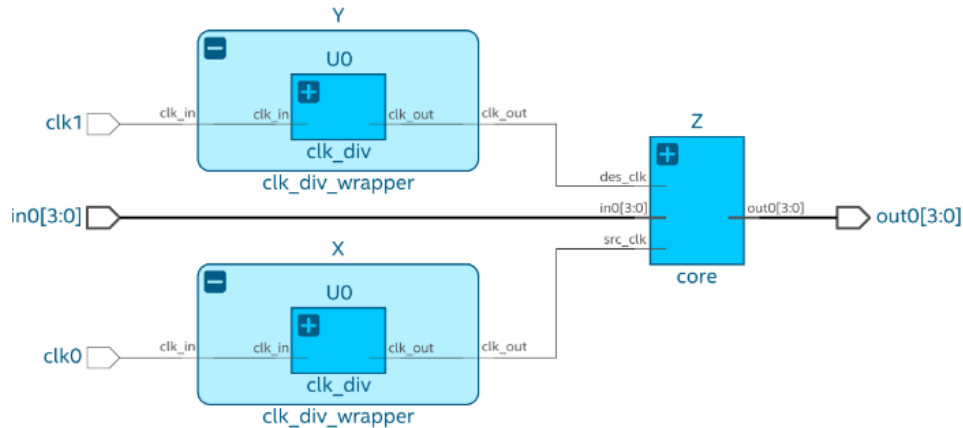 Y
U0
clk1
clk_in
clk_in
clk_out
clk_out
clk_div
clk_div_wrapper
Z
des_clk
in0[3:0]
in0[3:0]
out0[3:0]
out0[3:0]
src_clk
core
X
U0
clk0
clk_in
clk_in
clk_out
clk_out
clk_div
clk_div_wrapper